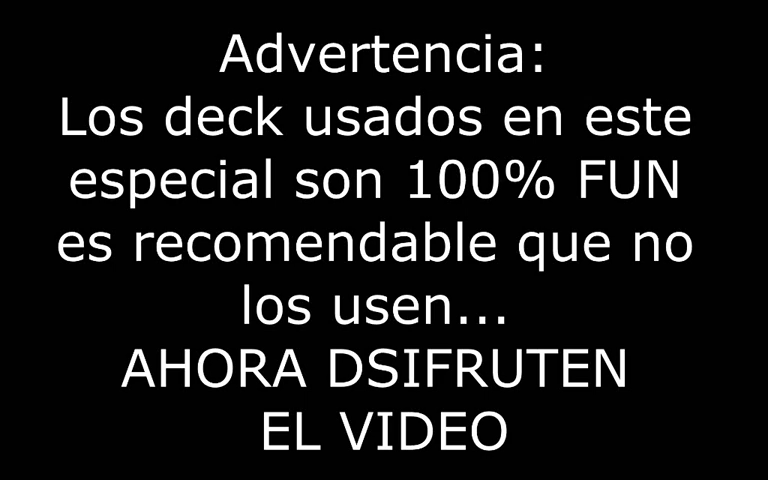 Advertencia:
Los deck usados en este
especial son 100% FUN
es recomendable que no
los usen...
AHORA DSIFRUTEN
EL VIDEO